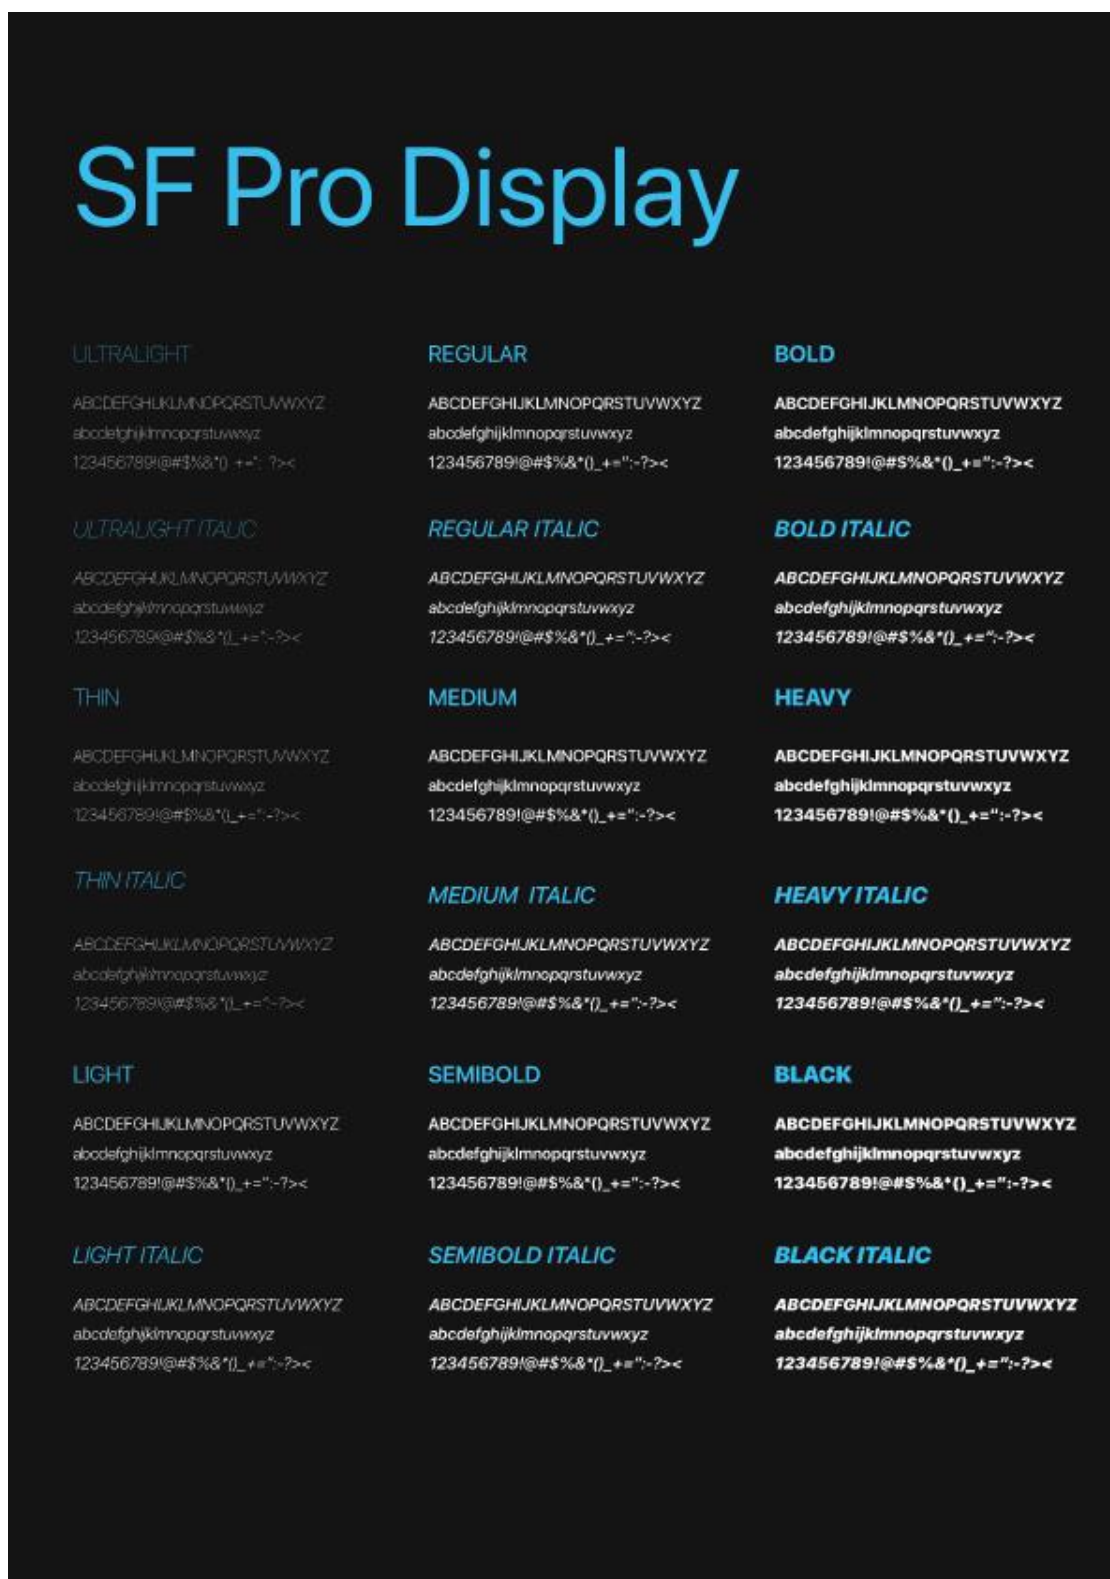 SF Pro Display
ULTRALIGHT
ABCDEFGHIJKLMNOPQRSTUVWXYZ
abcdefghijklmnopqrstuvwxyz
123456789!@#$%&*()_+=":-?><
ULTRALIGHT ITALIC
ABCDEFGHIJKLMNOPQRSTUVWXYZ
abcdefghijklmnopqrstuvwxyz
123456789!@#$%&*()_+=":-?><
THIN
ABCDEFGHIJKLMNOPQRSTUVWXYZ
abcdefghijklmnopqrstuvwxyz
123456789!@#$%&*()_+=":-?><
THIN ITALIC
ABCDEFGHIJKLMNOPQRSTUVWXYZ
abcdefghijklmnopqrstuvwxyz
123456789!@#$%&*()_+=":-?><
LIGHT
ABCDEFGHIJKLMNOPQRSTUVWXYZ
abcdefghijklmnopqrstuvwxyz
123456789!@#$%&*()_+=":-?><
LIGHT ITALIC
ABCDEFGHIJKLMNOPQRSTUVWXYZ
abcdefghijklmnopqrstuvwxyz
123456789!@#$%&*()_+=":-?><
REGULAR
ABCDEFGHIJKLMNOPQRSTUVWXYZ
abcdefghijklmnopqrstuvwxyz
123456789!@#$%&*()_+=":-?><
REGULAR ITALIC
ABCDEFGHIJKLMNOPQRSTUVWXYZ
abcdefghijklmnopqrstuvwxyz
123456789!@#$%&*()_+=":-?><
MEDIUM
ABCDEFGHIJKLMNOPQRSTUVWXYZ
abcdefghijklmnopqrstuvwxyz
123456789!@#$%&*()_+=":-?><
MEDIUM ITALIC
ABCDEFGHIJKLMNOPQRSTUVWXYZ
abcdefghijklmnopqrstuvwxyz
123456789!@#$%&*()_+=":-?><
SEMIBOLD
ABCDEFGHIJKLMNOPQRSTUVWXYZ
abcdefghijklmnopqrstuvwxyz
123456789!@#$%&*()_+=":-?><
SEMIBOLD ITALIC
ABCDEFGHIJKLMNOPQRSTUVWXYZ
abcdefghijklmnopqrstuvwxyz
123456789!@#$%&*()_+=":-?><
BOLD
ABCDEFGHIJKLMNOPQRSTUVWXYZ
abcdefghijklmnopqrstuvwxyz
123456789!@#$%&*()_+=":-?><
BOLD ITALIC
ABCDEFGHIJKLMNOPQRSTUVWXYZ
abcdefghijklmnopqrstuvwxyz
123456789!@#$%&*()_+=":-?><
HEAVY
ABCDEFGHIJKLMNOPQRSTUVWXYZ
abcdefghijklmnopqrstuvwxyz
123456789!@#$%&*()_+=":-?><
HEAVY ITALIC
ABCDEFGHIJKLMNOPQRSTUVWXYZ
abcdefghijklmnopqrstuvwxyz
123456789!@#$%&*()_+=":-?><
BLACK
ABCDEFGHIJKLMNOPQRSTUVWXYZ
abcdefghijklmnopqrstuvwxyz
123456789!@#$%&*()_+=":-?><
BLACK ITALIC
ABCDEFGHIJKLMNOPQRSTUVWXYZ
abcdefghijklmnopqrstuvwxyz
123456789!@#$%&*()_+=":-?><